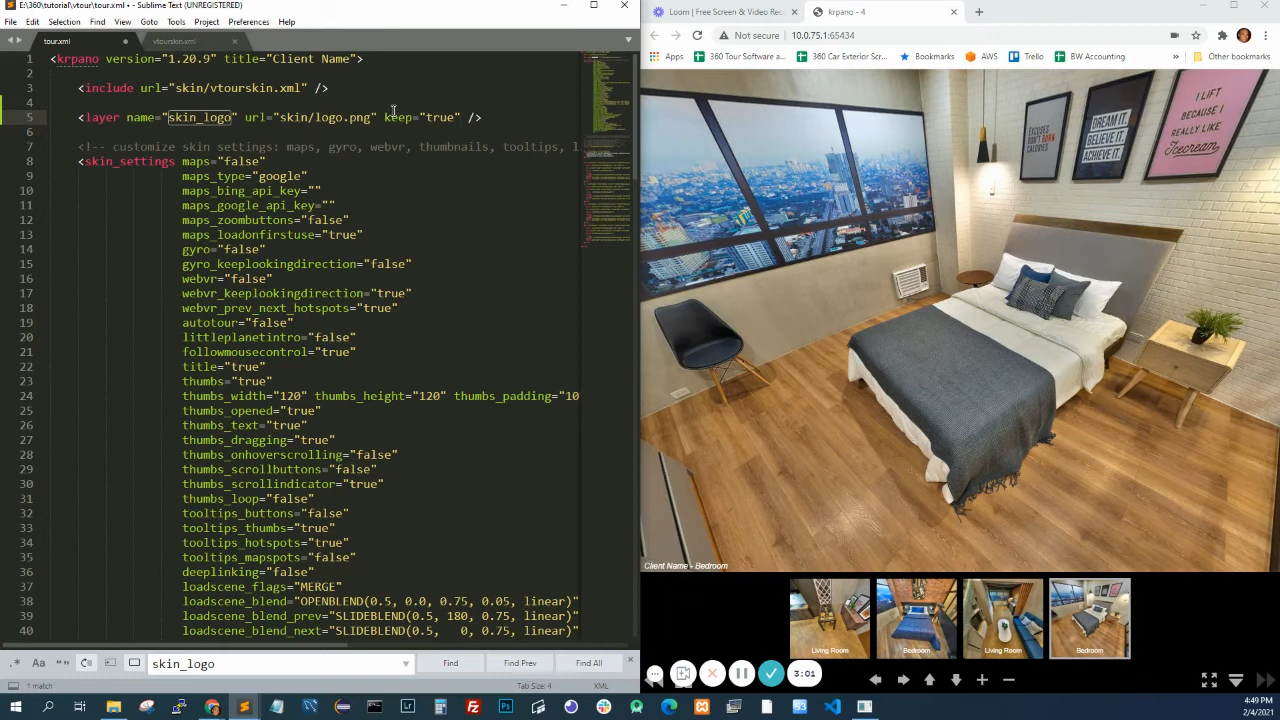 E:\360\tutorial\vtour\tour.xml • - Sublime Text (UNREGISTERED)
File Edit Selection Find View Goto Tools Project Preferences Help
tour.xml
vtourskin.xml
1 <krpano version="1.20.9" title="Client Name">
2
3 <include url="skin/vtourskin.xml" />
4
5 <layer name="skin_logo" url="skin/logo.png" keep="true" />
6
7 <!-- customize skin settings: maps, gyro, webvr, thumbnails, tooltips, l
8 <skin_settings maps="false"
9 maps_type="google"
10 maps_bing_api_key=""
11 maps_google_api_key=""
12 maps_zoombuttons="false"
13 maps_loadonfirstuse="true"
14 gyro="false"
15 gyro_keeplookingdirection="false"
16 webvr="false"
17 webvr_keeplookingdirection="true"
18 webvr_prev_next_hotspots="true"
19 autotour="false"
20 littleplanetintro="false"
21 followmousecontrol="true"
22 title="true"
23 thumbs="true"
24 thumbs_width="120" thumbs_height="120" thumbs_padding="10
25 thumbs_opened="true"
26 thumbs_text="true"
27 thumbs_dragging="true"
28 thumbs_onhoverscrolling="false"
29 thumbs_scrollbuttons="false"
30 thumbs_scrollindicator="true"
31 thumbs_loop="false"
32 tooltips_buttons="false"
33 tooltips_thumbs="true"
34 tooltips_hotspots="true"
35 tooltips_mapspots="false"
36 deeplinking="false"
37 loadscene_flags="MERGE"
38 loadscene_blend="OPENBLEND(0.5, 0.0, 0.75, 0.05, linear)"
39 loadscene_blend_prev="SLIDEBLEND(0.5, 180, 0.75, linear)"
40 loadscene_blend_next="SLIDEBLEND(0.5, 0, 0.75, linear)"
.* Aa “” skin_logo Find Find Prev Find All
1 match Tab Size: 4 XML
Loom | Free Screen & Video Rec
krpano - 4
Not secure | 10.0.75.1:65434
Apps 360 Tour Software 360 Car Exterior Scr... AWS Trello BW Accounting » Other bookmarks
EXCUSES DON'T BURN CALORIES
DREAM IT. BELIEVE IT. ACHIEVE IT.
I LIFT BECAUSE I REALLY LIKE Icecream.
Client Name - Bedroom
Living Room
Bedroom
Living Room
Bedroom
3:01
4:49 PM
2/4/2021